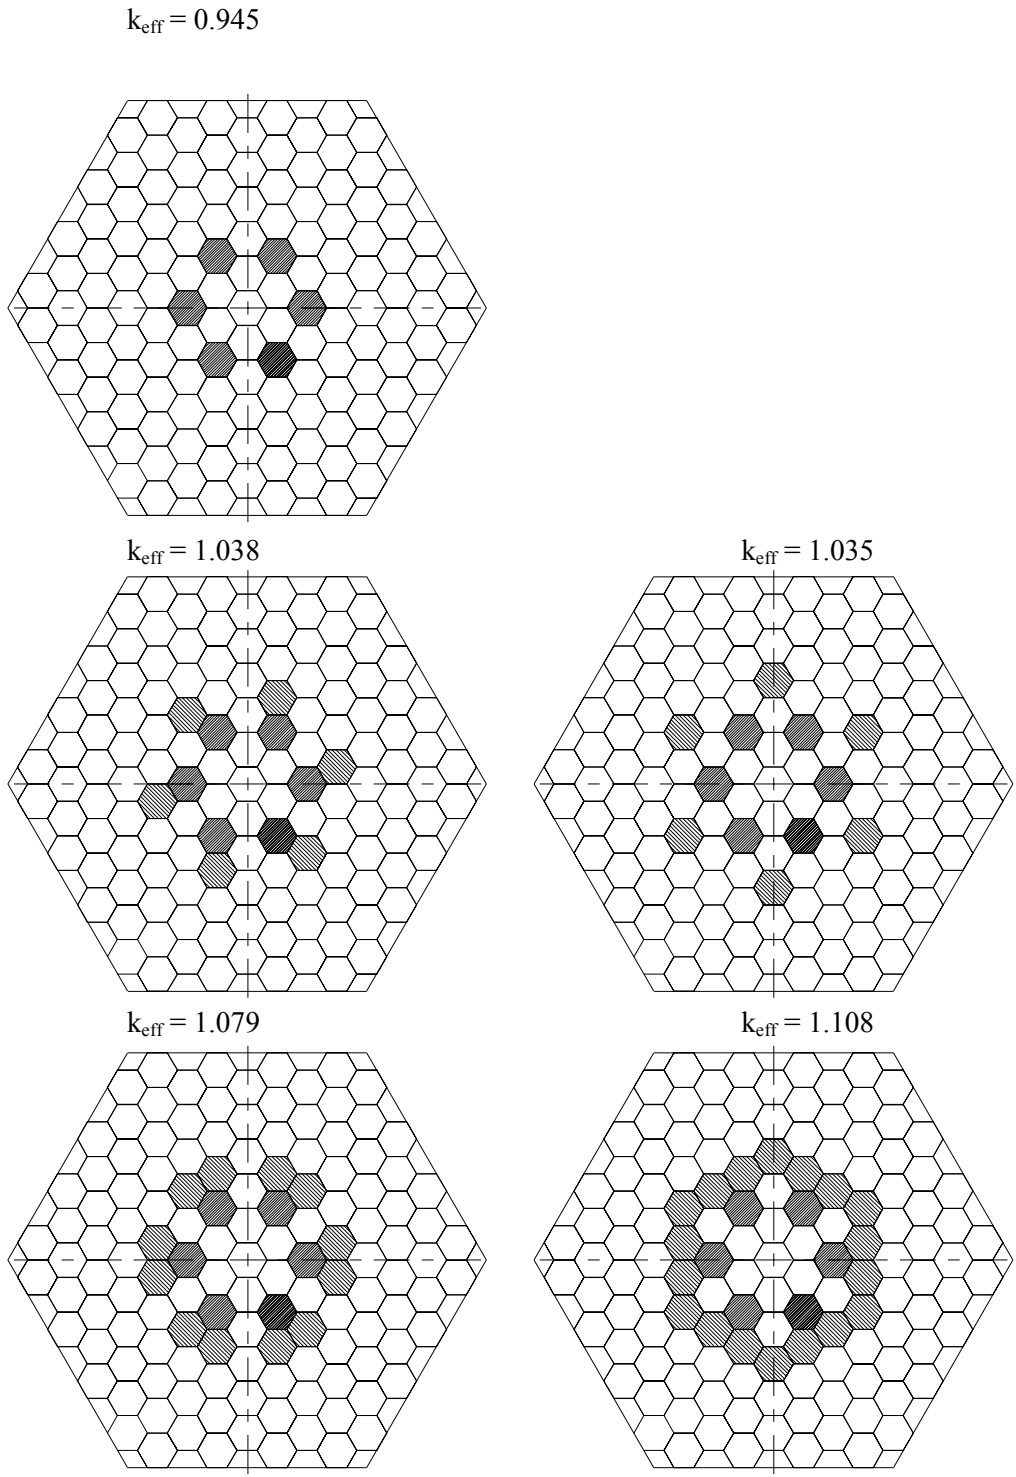 k_eff = 0.945
k_eff = 1.038
k_eff = 1.035
k_eff = 1.079
k_eff = 1.108